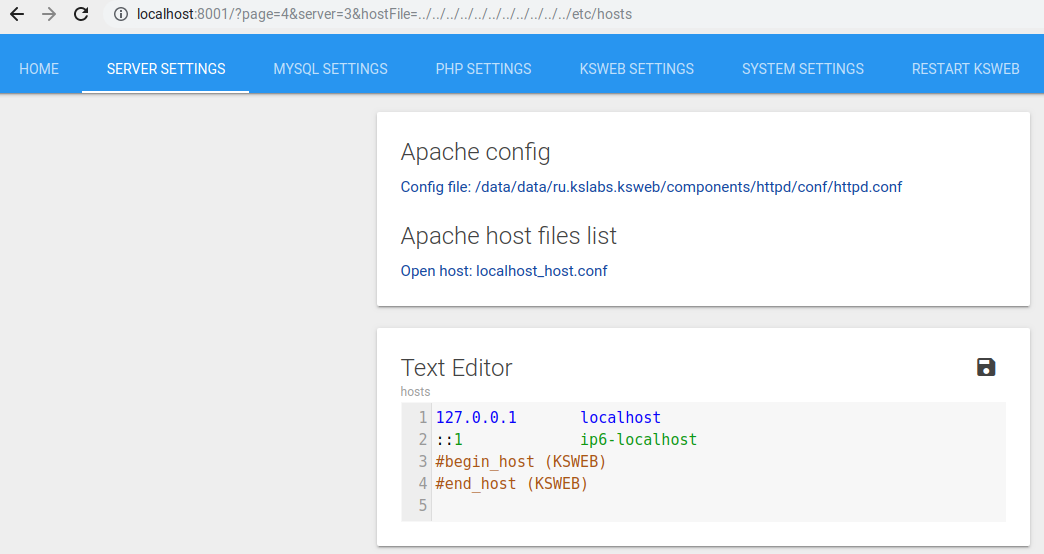 localhost:8001/?page=4&server=3&hostFile=../../../../../../../../../../../etc/hosts
HOME SERVER SETTINGS MYSQL SETTINGS PHP SETTINGS KSWEB SETTINGS SYSTEM SETTINGS RESTART KSWEB
Apache config
Config file: /data/data/ru.kslabs.ksweb/components/httpd/conf/httpd.conf
Apache host files list
Open host: localhost_host.conf
Text Editor
hosts
1 127.0.0.1 localhost
2 ::1 ip6-localhost
3 #begin_host (KSWEB)
4 #end_host (KSWEB)
5